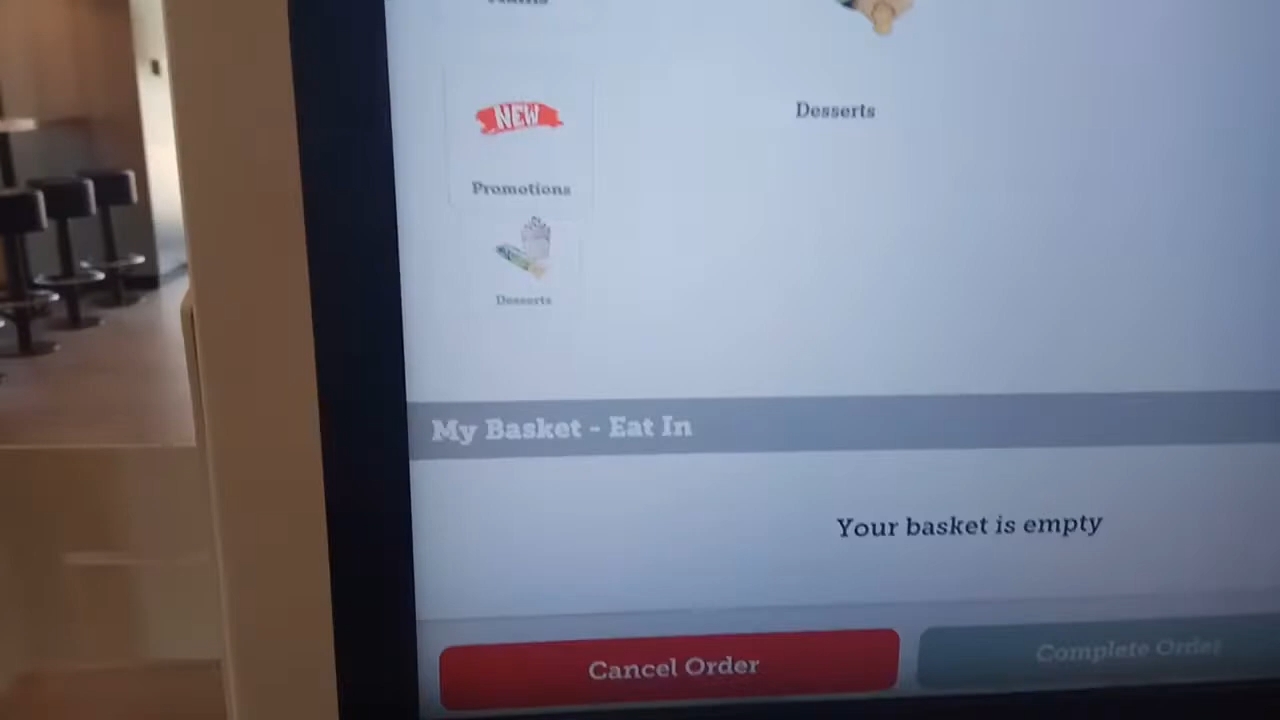 NEW
Desserts
Promotions
Desserts
My Basket - Eat In
Your basket is empty
Cancel Order
Complete Order